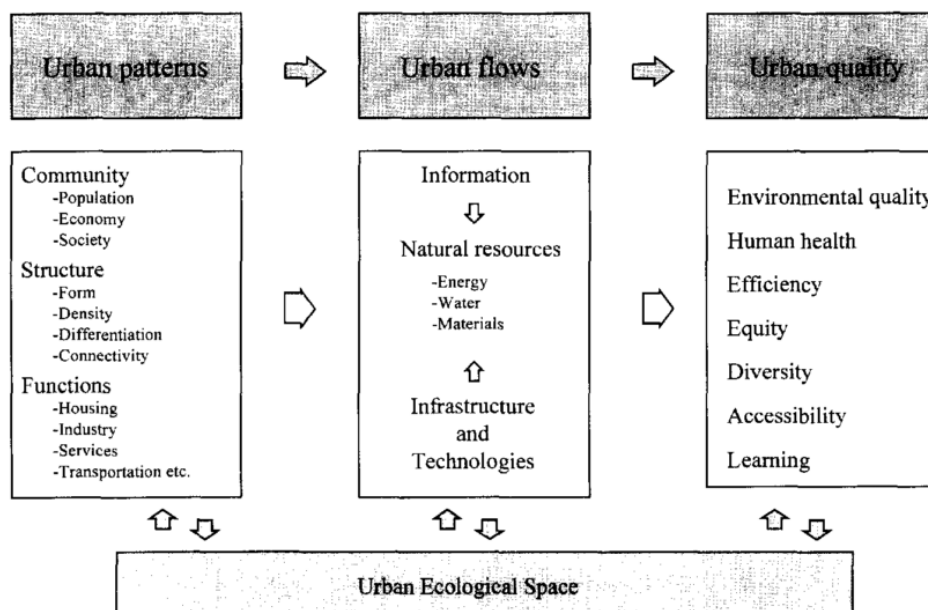 Urban patterns
Urban flows
Urban quality
Community
-Population
-Economy
-Society
Structure
-Form
-Density
-Differentiation
-Connectivity
Functions
-Housing
-Industry
-Services
-Transportation etc.
Information
Natural resources
-Energy
-Water
-Materials
Infrastructure
and
Technologies
Environmental quality
Human health
Efficiency
Equity
Diversity
Accessibility
Learning
Urban Ecological Space